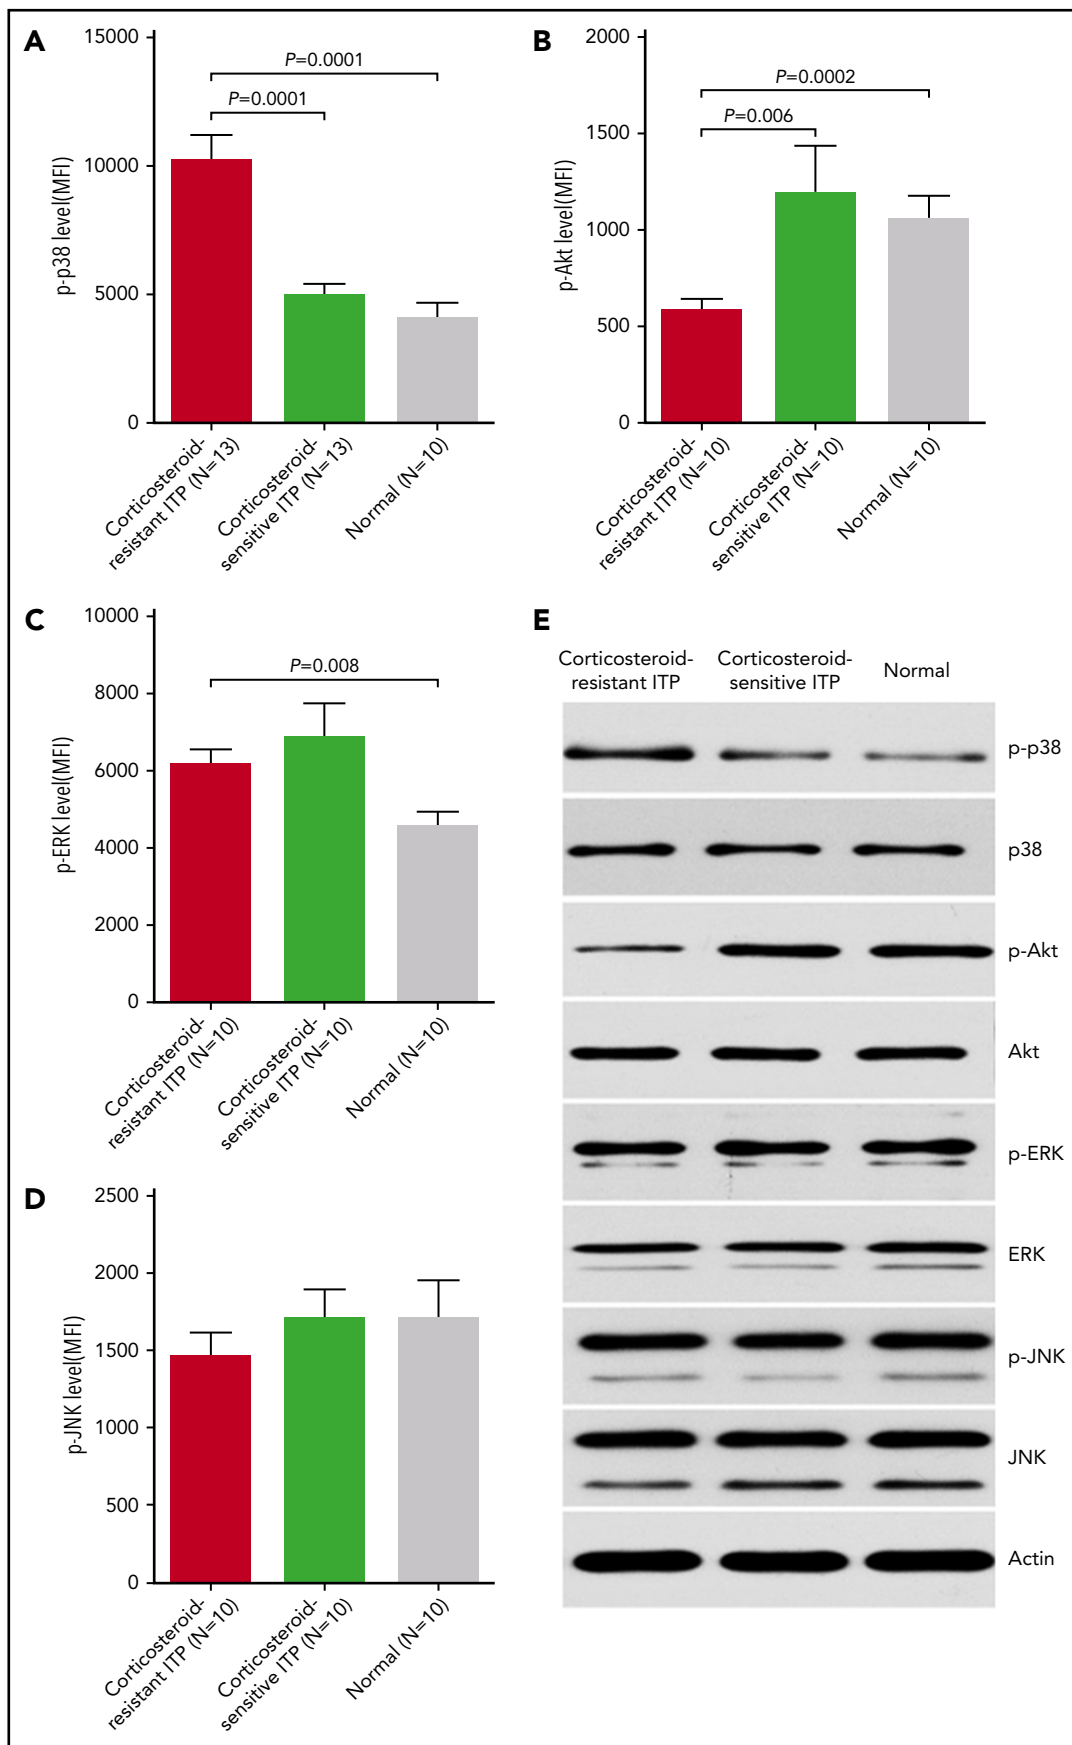 A
15000
10000
5000
0
p-p38 level(MFI)
P=0.0001
P=0.0001
Corticosteroid-
resistant ITP (N=13)
Corticosteroid-
sensitive ITP (N=13)
Normal (N=10)
B
2000
1500
1000
500
0
p-Akt level(MFI)
P=0.0002
P=0.006
Corticosteroid-
resistant ITP (N=10)
Corticosteroid-
sensitive ITP (N=10)
Normal (N=10)
C
10000
8000
6000
4000
2000
0
p-ERK level(MFI)
P=0.008
Corticosteroid-
resistant ITP (N=10)
Corticosteroid-
sensitive ITP (N=10)
Normal (N=10)
D
2500
2000
1500
1000
500
0
p-JNK level(MFI)
Corticosteroid-
resistant ITP (N=10)
Corticosteroid-
sensitive ITP (N=10)
Normal (N=10)
E
Corticosteroid-
resistant ITP
Corticosteroid-
sensitive ITP
Normal
p-p38
p38
p-Akt
Akt
p-ERK
ERK
p-JNK
JNK
Actin